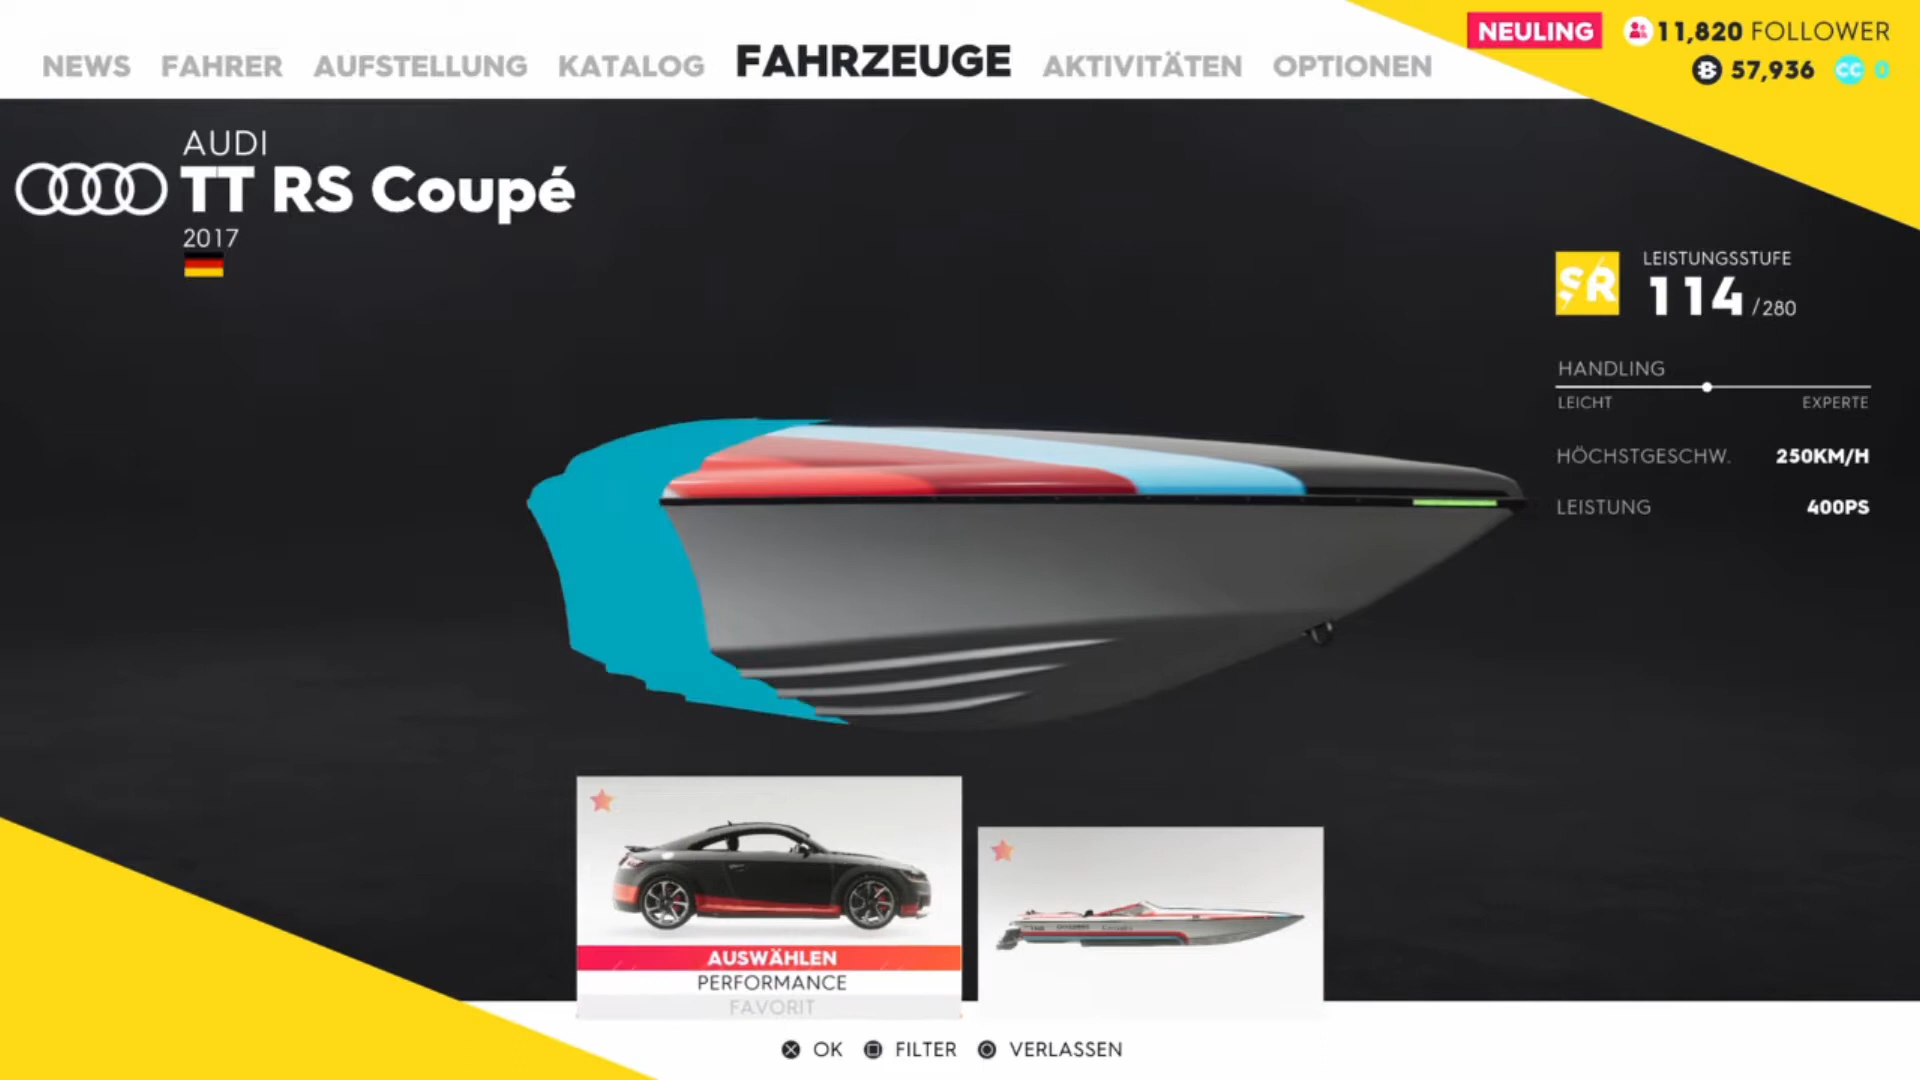 NEWS FAHRER AUFSTELLUNG KATALOG FAHRZEUGE AKTIVITÄTEN OPTIONEN
NEULING 11,820 FOLLOWER
57,936 CC 0
AUDI
TT RS Coupé
2017
SR LEISTUNGSSTUFE
114/280
HANDLING
LEICHT EXPERTE
HÖCHSTGESCHW. 250KM/H
LEISTUNG 400PS
AUSWÄHLEN
PERFORMANCE
FAVORIT
OK FILTER VERLASSEN